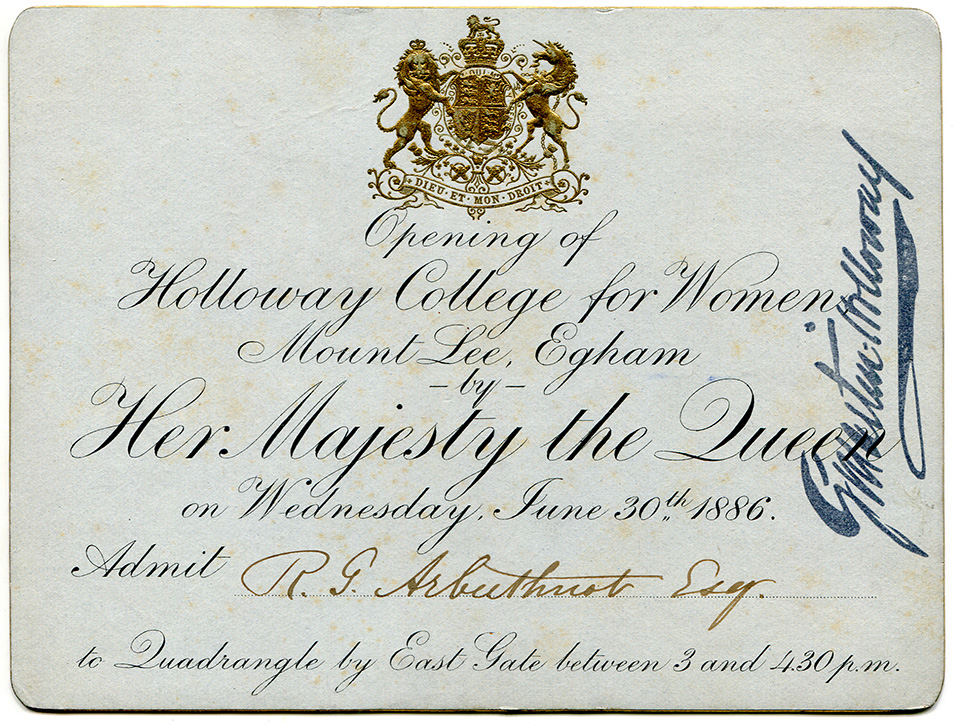 DIEU·ET·MON·DROIT
Opening of
Holloway College for Women
Mount Lee, Egham
– by –
Her Majesty the Queen
on Wednesday, June 30th 1886.
Admit R. G. Arbuthnot Esq.
to Quadrangle by East Gate between 3 and 4.30 p.m.
G Martin-Holloway